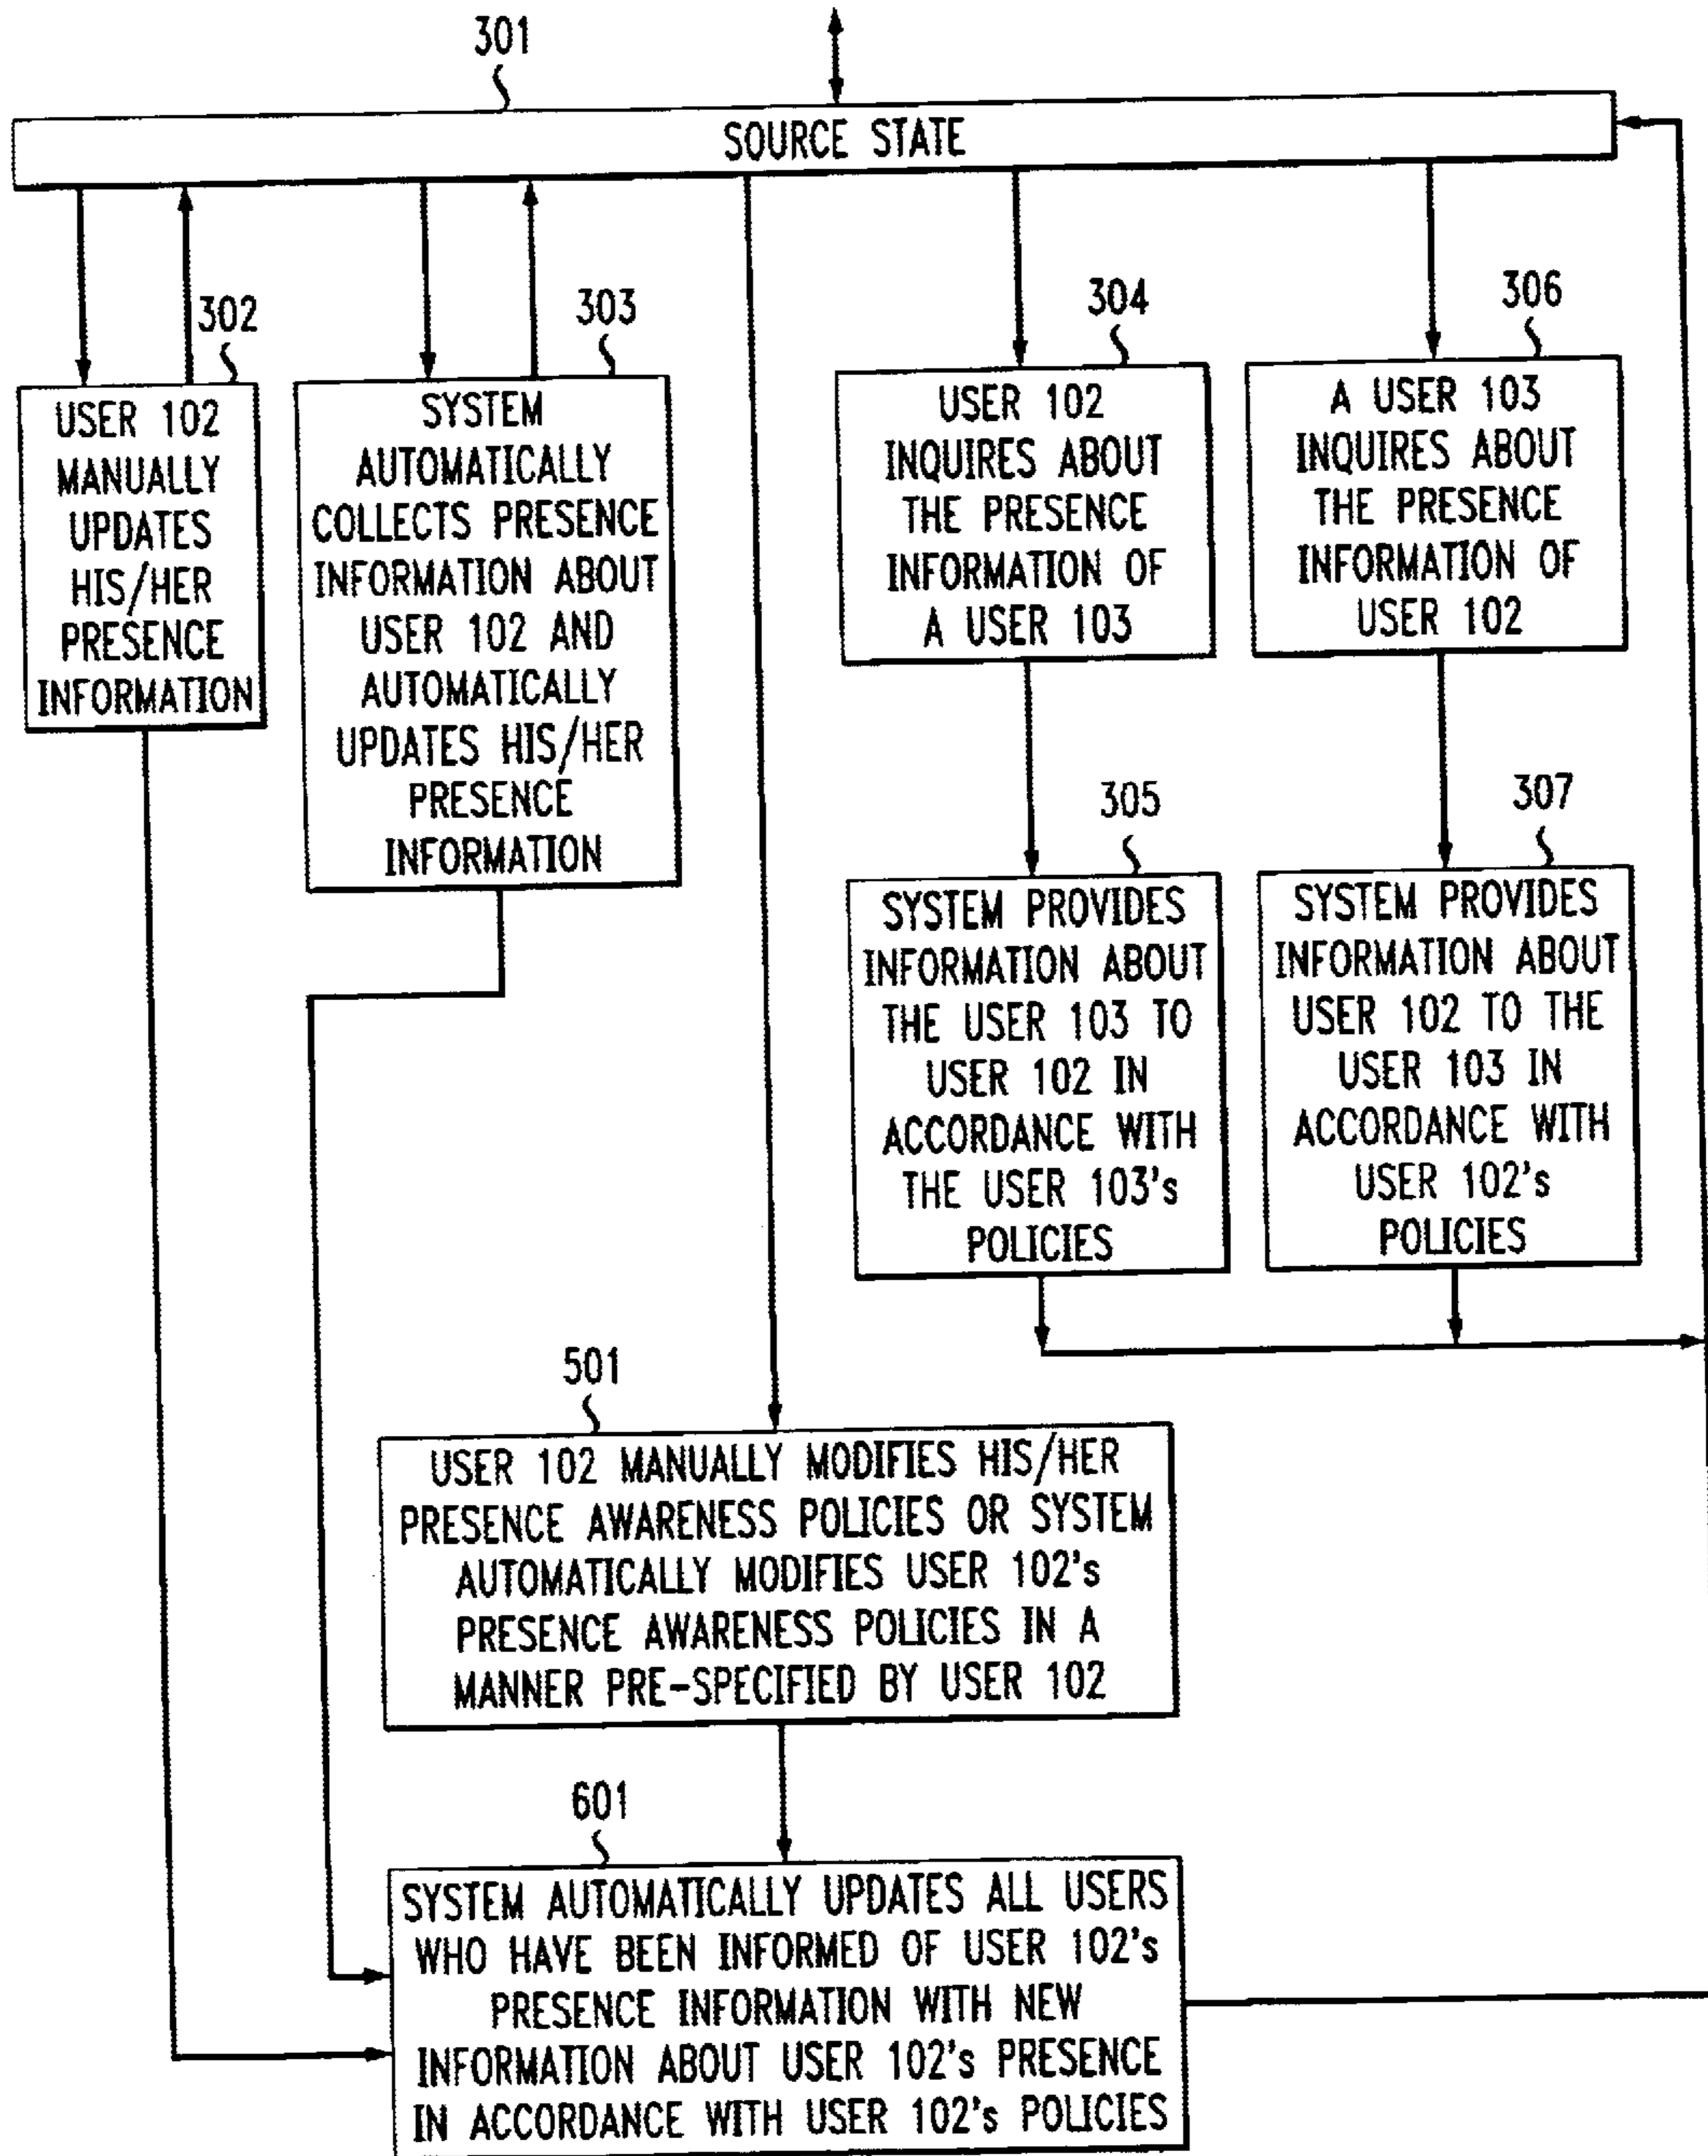 301
SOURCE STATE
302
USER 102
MANUALLY
UPDATES
HIS/HER
PRESENCE
INFORMATION
303
SYSTEM
AUTOMATICALLY
COLLECTS PRESENCE
INFORMATION ABOUT
USER 102 AND
AUTOMATICALLY
UPDATES HIS/HER
PRESENCE
INFORMATION
304
USER 102
INQUIRES ABOUT
THE PRESENCE
INFORMATION OF
A USER 103
306
A USER 103
INQUIRES ABOUT
THE PRESENCE
INFORMATION OF
USER 102
305
SYSTEM PROVIDES
INFORMATION ABOUT
THE USER 103 TO
USER 102 IN
ACCORDANCE WITH
THE USER 103's
POLICIES
307
SYSTEM PROVIDES
INFORMATION ABOUT
USER 102 TO THE
USER 103 IN
ACCORDANCE WITH
USER 102's
POLICIES
501
USER 102 MANUALLY MODIFIES HIS/HER
PRESENCE AWARENESS POLICIES OR SYSTEM
AUTOMATICALLY MODIFIES USER 102's
PRESENCE AWARENESS POLICIES IN A
MANNER PRE-SPECIFIED BY USER 102
601
SYSTEM AUTOMATICALLY UPDATES ALL USERS
WHO HAVE BEEN INFORMED OF USER 102's
PRESENCE INFORMATION WITH NEW
INFORMATION ABOUT USER 102's PRESENCE
IN ACCORDANCE WITH USER 102's POLICIES